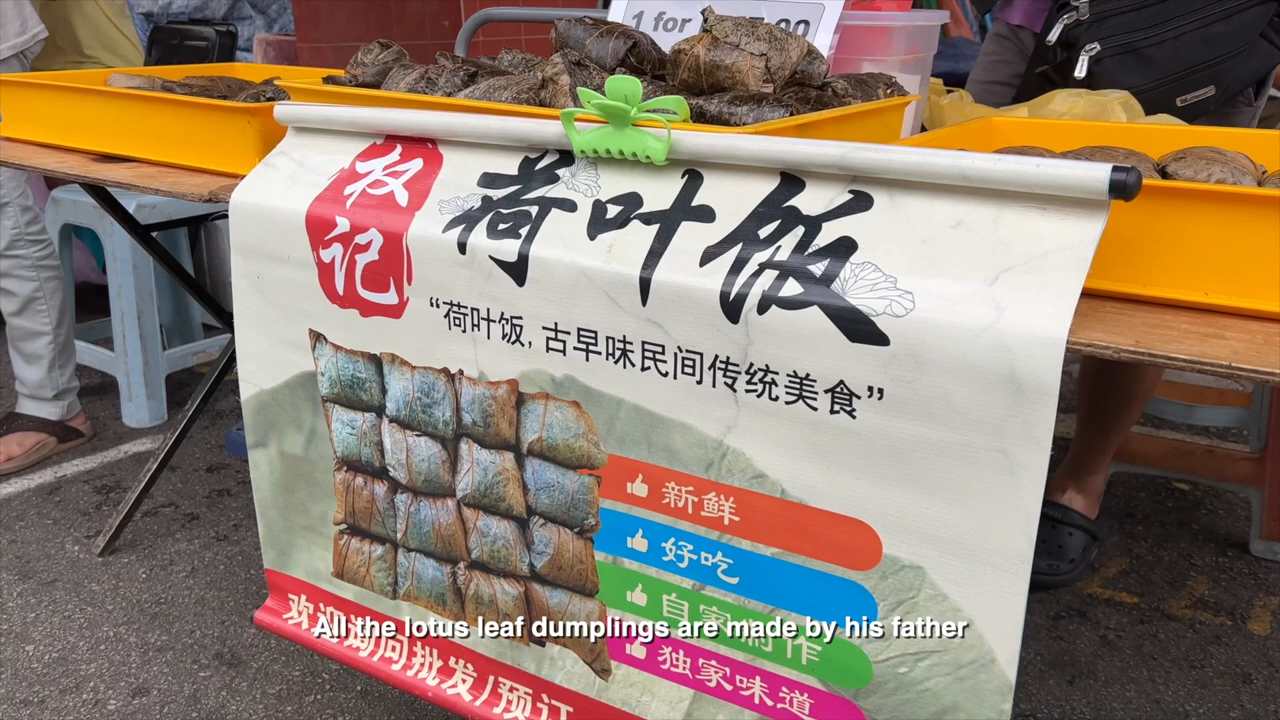 1 for
权记
荷叶饭
“荷叶饭, 古早味民间传统美食”
新鲜
好吃
自家制作
独家味道
欢迎询问批发/预订
All the lotus leaf dumplings are made by his father